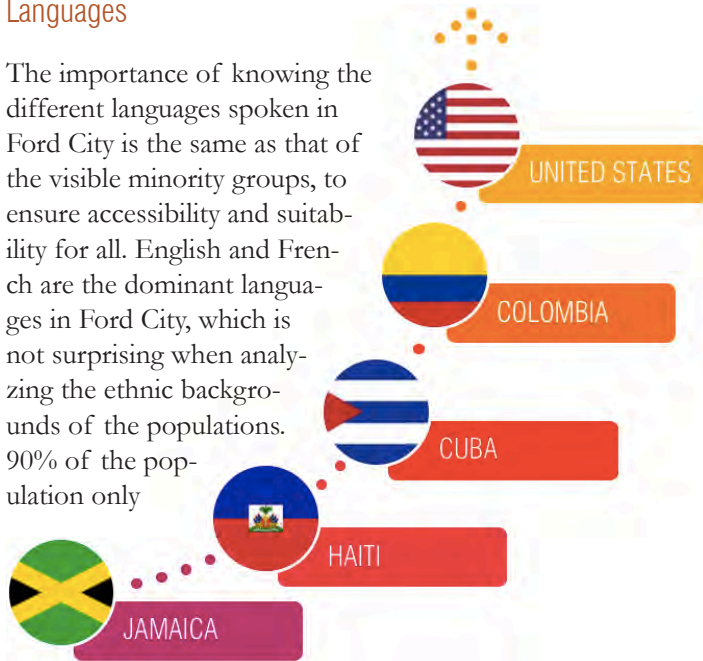 Languages
The importance of knowing the
different languages spoken in
Ford City is the same as that of
the visible minority groups, to
ensure accessibility and suitab-
ility for all. English and Fren-
ch are the dominant langua-
ges in Ford City, which is
not surprising when analy-
zing the ethnic backgro-
unds of the populations.
90% of the pop-
ulation only
UNITED STATES
COLOMBIA
CUBA
HAITI
JAMAICA